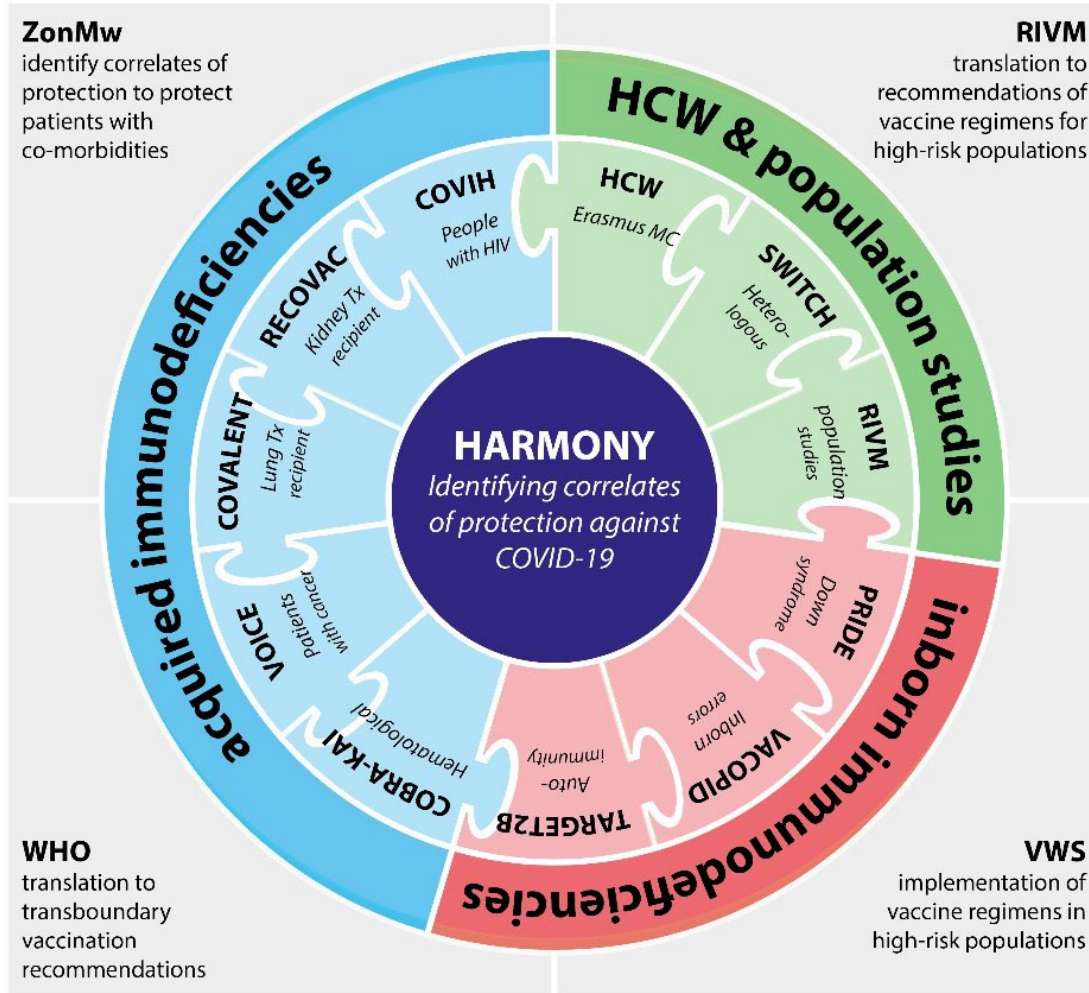 ZonMw
identify correlates of
protection to protect
patients with
co-morbidities
RIVM
translation to
recommendations of
vaccine regimens for
high-risk populations
HCW & population studies
inborn immunodeficiencies
acquired immunodeficiencies
HCW
Erasmus MC
SWITCH
Hetero-
logous
RIVM
population
studies
PRIDE
Down
syndrome
VACOPID
Inborn
errors
TARGET2B
Auto-
immunity
COBRA-KAI
Hematological
VOICE
Patients
with cancer
COVALENT
Lung Tx
recipient
RECOVAC
Kidney Tx
recipient
COVIH
People
with HIV
HARMONY
Identifying correlates
of protection against
COVID-19
WHO
translation to
transboundary
vaccination
recommendations
VWS
implementation of
vaccine regimens in
high-risk populations